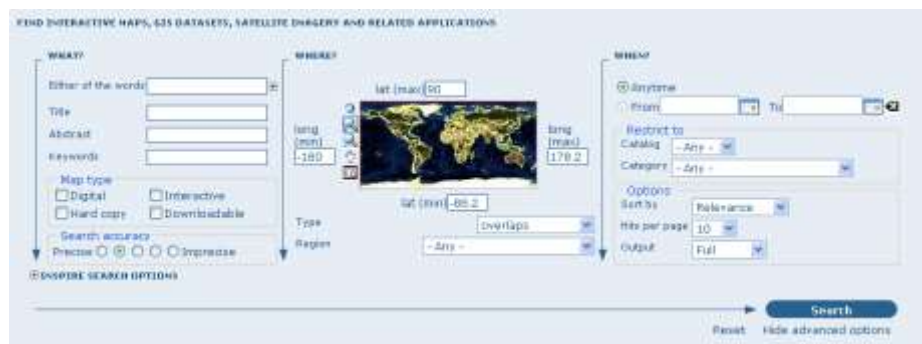 FIND INTERACTIVE MAPS, GIS DATASETS, SATELLITE IMAGERY AND RELATED APPLICATIONS
WHAT?
Either of the words
Title
Abstract
Keywords
Map type
Digital
Interactive
Hard copy
Downloadable
Search accuracy
Precise
Imprecise
WHERE?
lat (max) 90
long (min) -180
long (max) 178.2
lat (min) -88.2
Type overlaps
Region - Any -
WHEN?
Anytime
From To
Restrict to
Catalog - Any -
Category - Any -
Options
Sort by Relevance
Hits per page 10
Output Full
INSPIRE SEARCH OPTIONS
Search
Reset Hide advanced options